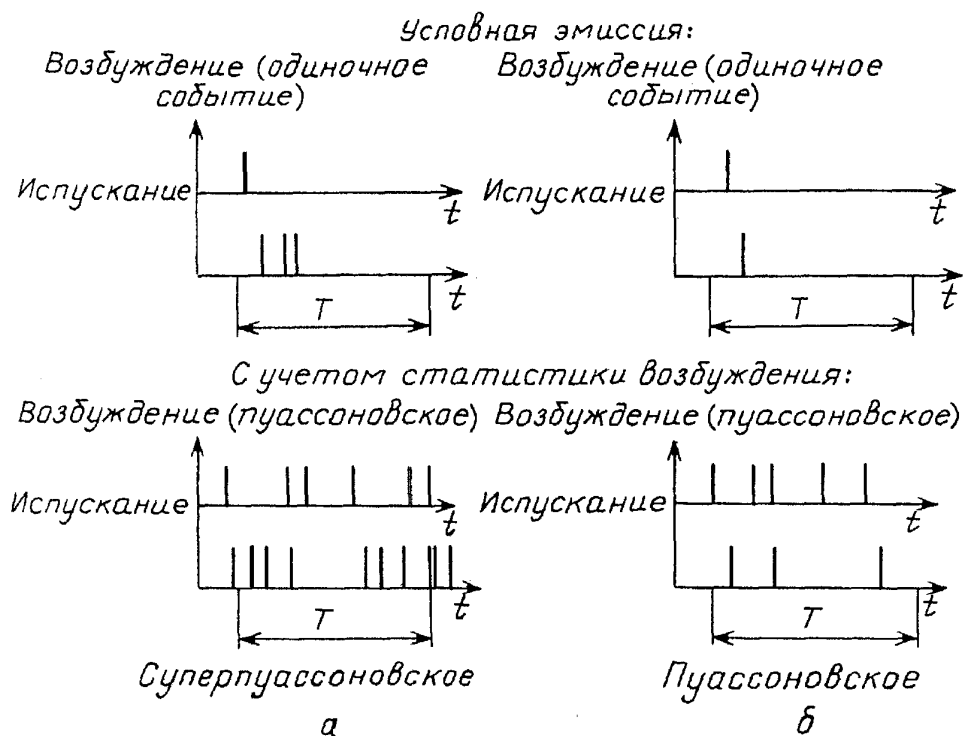 Условная эмиссия:
Возбуждение (одиночное
событие)
Возбуждение (одиночное
событие)
Испускание
t
t
T
Испускание
t
t
T
С учетом статистики возбуждения:
Возбуждение (пуассоновское)
Возбуждение (пуассоновское)
Испускание
t
t
T
Испускание
t
t
T
Суперпуассоновское
Пуассоновское
а
б